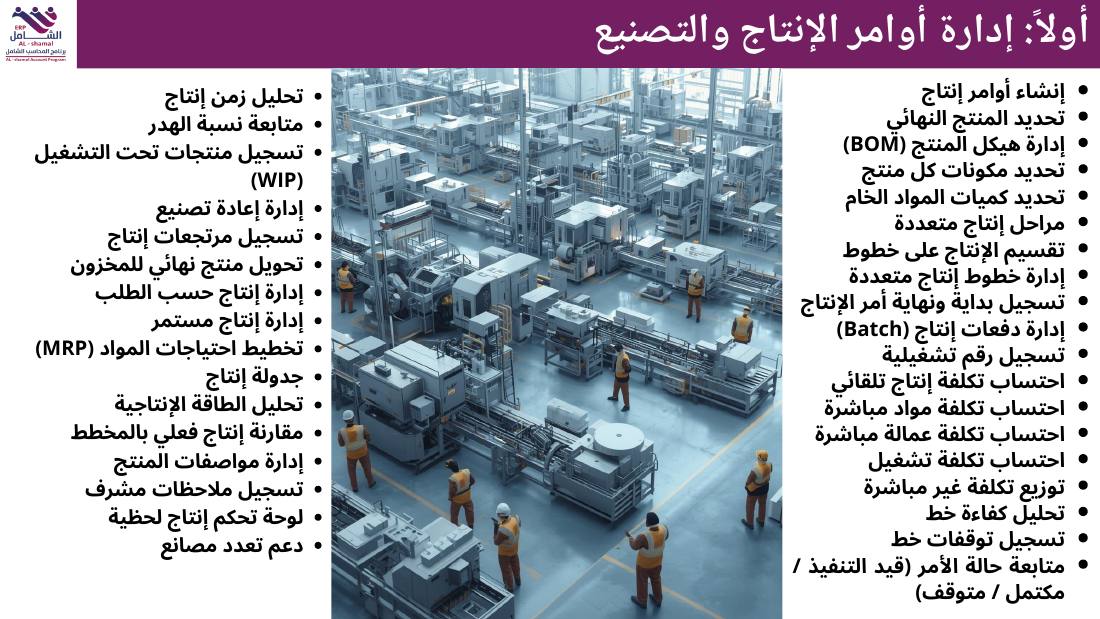 أولاً: إدارة أوامر الإنتاج والتصنيع
ERP
الشـــامل
AL - shamal
برنامج المحاسب الشامل
AL - shamal Account Program
إنشاء أوامر إنتاج
تحديد المنتج النهائي
إدارة هيكل المنتج (BOM)
تحديد مكونات كل منتج
تحديد كميات المواد الخام
مراحل إنتاج متعددة
تقسيم الإنتاج على خطوط
إدارة خطوط إنتاج متعددة
تسجيل بداية ونهاية أمر الإنتاج
إدارة دفعات إنتاج (Batch)
تسجيل رقم تشغيلية
احتساب تكلفة إنتاج تلقائي
احتساب تكلفة مواد مباشرة
احتساب تكلفة عمالة مباشرة
احتساب تكلفة تشغيل
توزيع تكلفة غير مباشرة
تحليل كفاءة خط
تسجيل توقفات خط
متابعة حالة الأمر (قيد التنفيذ /
مكتمل / متوقف)
تحليل زمن إنتاج
متابعة نسبة الهدر
تسجيل منتجات تحت التشغيل
(WIP)
إدارة إعادة تصنيع
تسجيل مرتجعات إنتاج
تحويل منتج نهائي للمخزون
إدارة إنتاج حسب الطلب
إدارة إنتاج مستمر
تخطيط احتياجات المواد (MRP)
جدولة إنتاج
تحليل الطاقة الإنتاجية
مقارنة إنتاج فعلي بالمخطط
إدارة مواصفات المنتج
تسجيل ملاحظات مشرف
لوحة تحكم إنتاج لحظية
دعم تعدد مصانع